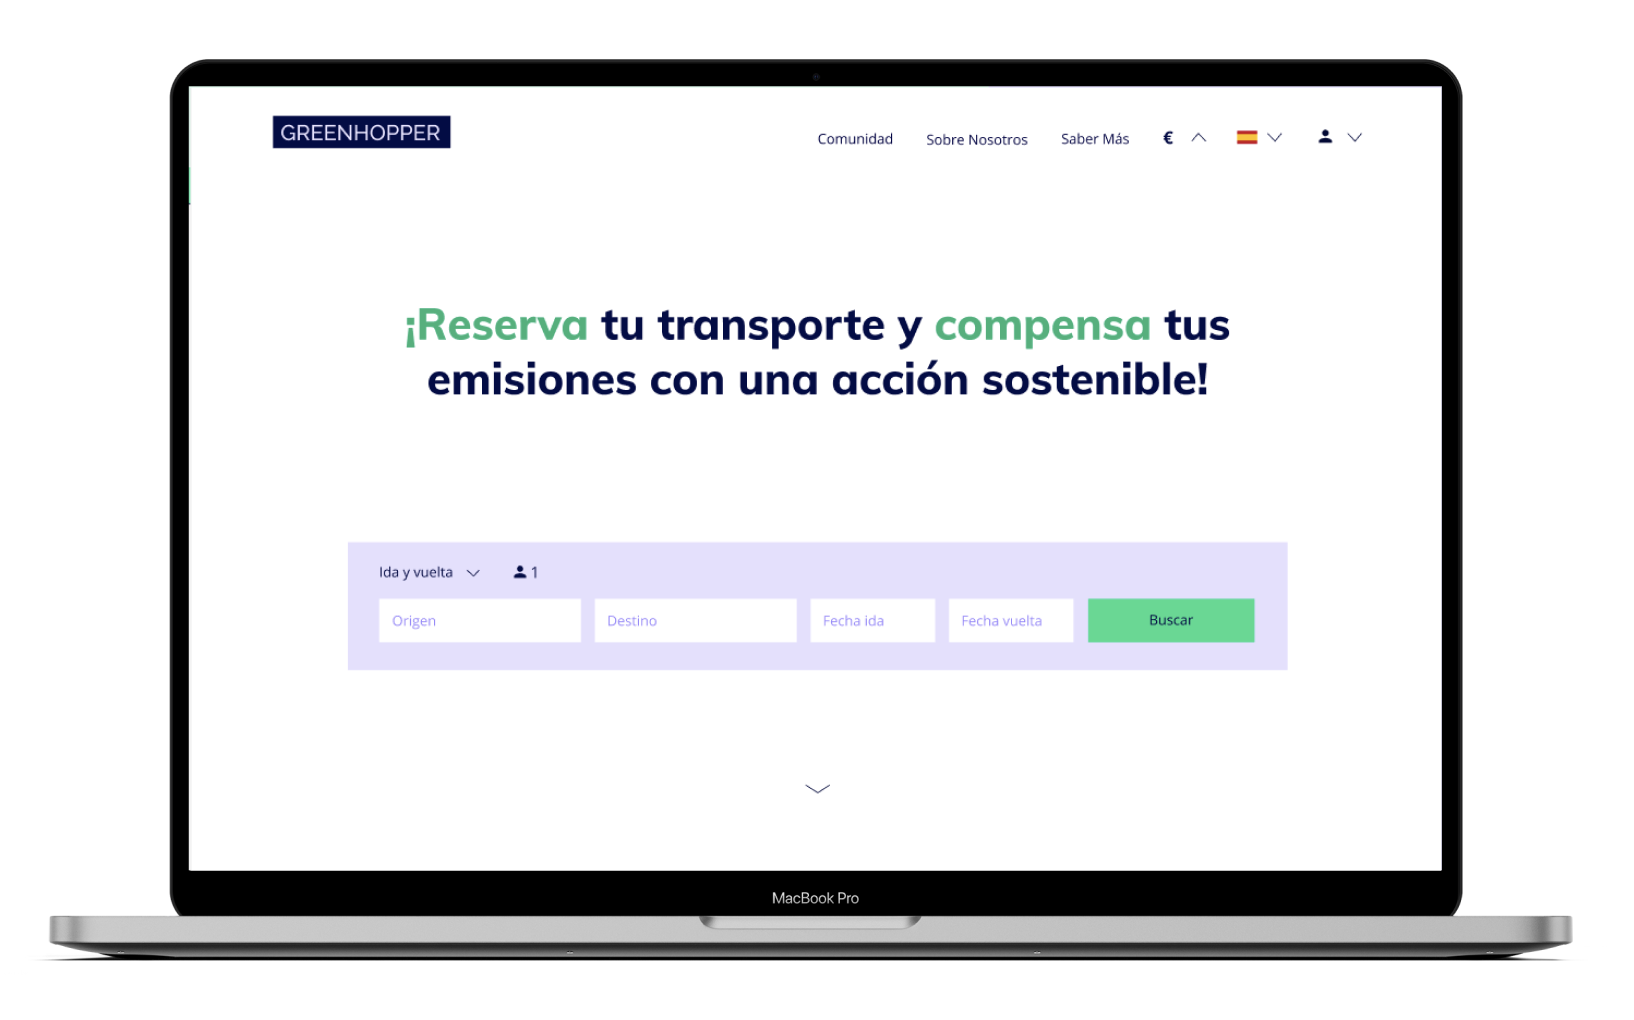 GREENHOPPER
Comunidad Sobre Nosotros Saber Más €
¡Reserva tu transporte y compensa tus
emisiones con una acción sostenible!
Ida y vuelta 1
Origen Destino Fecha ida Fecha vuelta Buscar
MacBook Pro